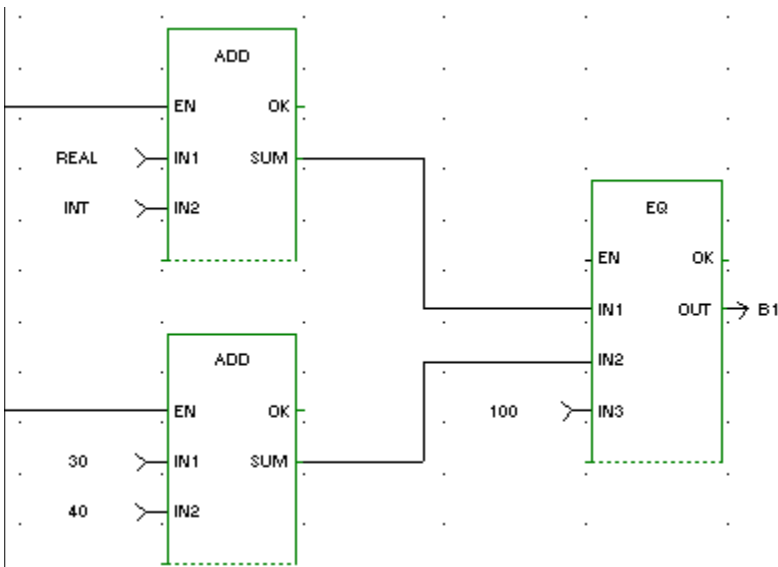 ADD
EN OK
REAL IN1 SUM
INT IN2
EQ
EN OK
IN1 OUT B1
IN2
100 IN3
ADD
EN OK
30 IN1 SUM
40 IN2